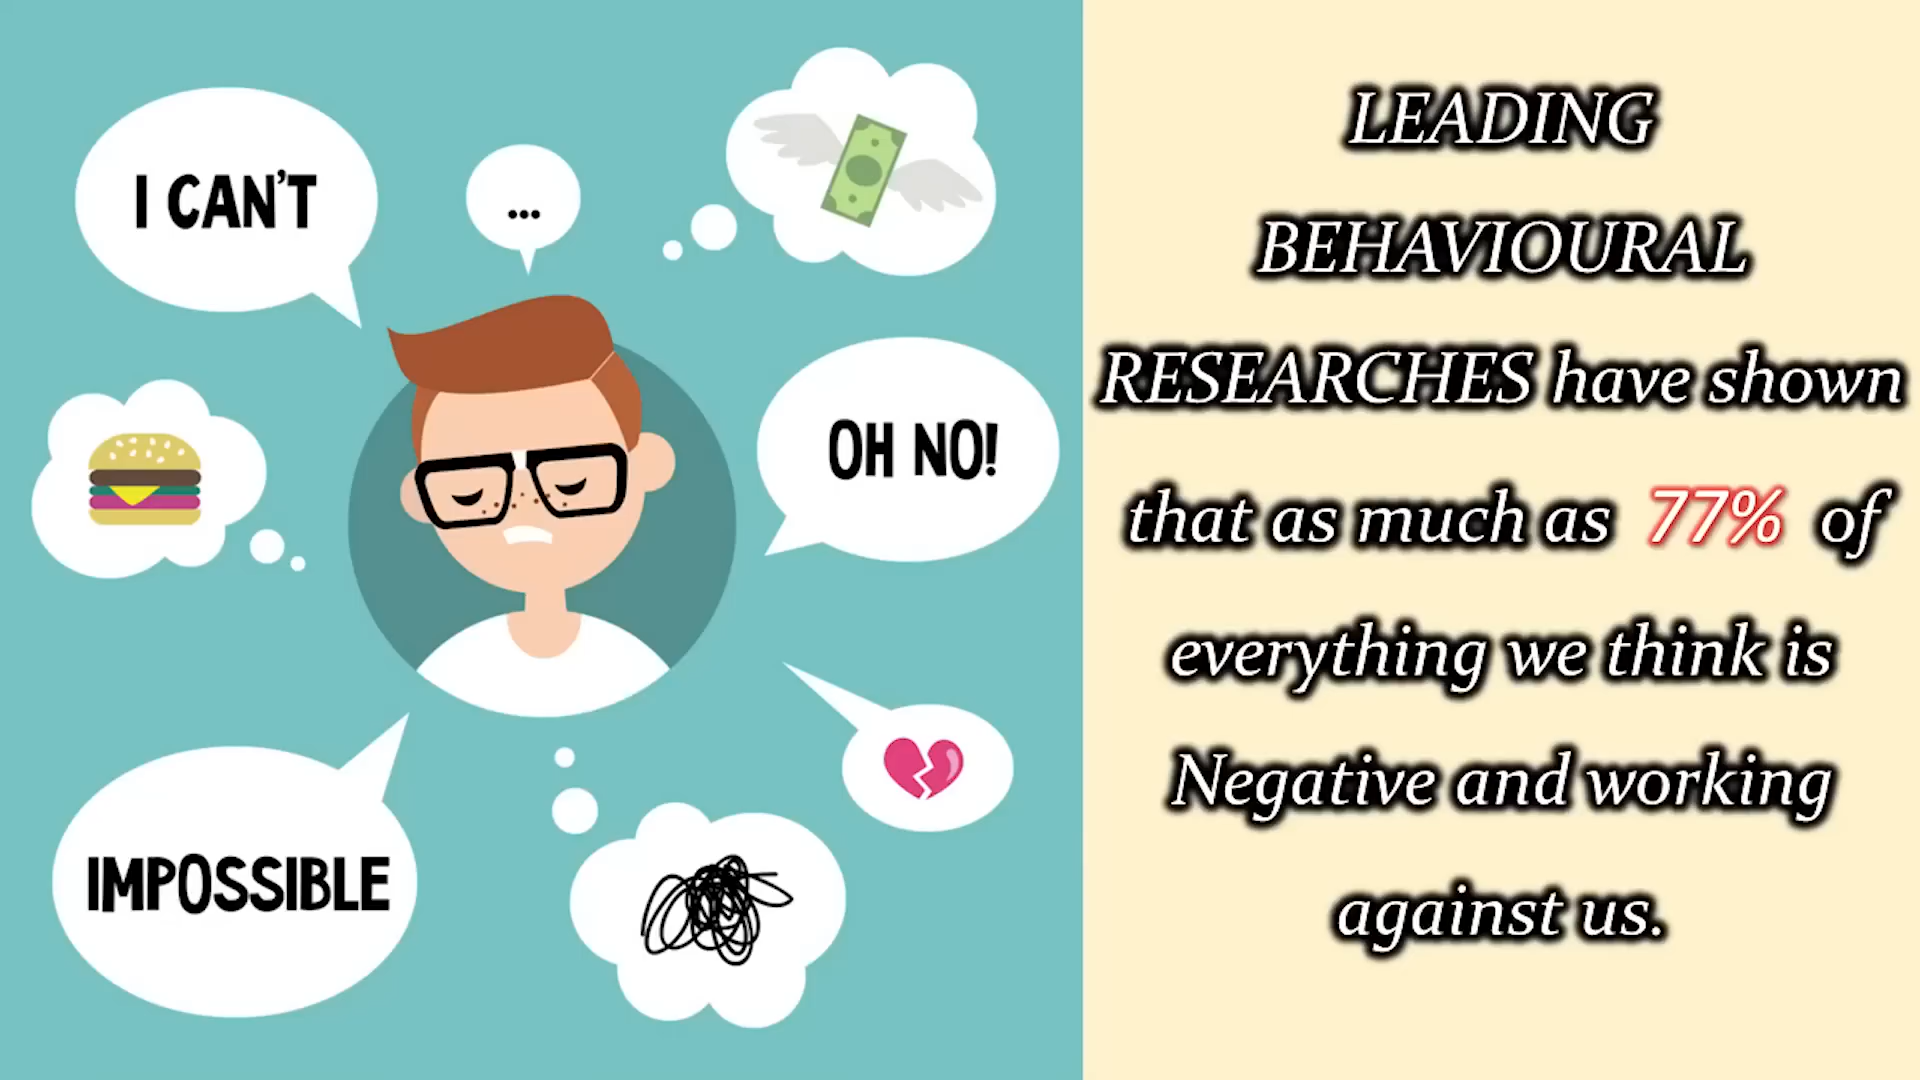 I CAN'T
...
OH NO!
IMPOSSIBLE
LEADING
BEHAVIOURAL
RESEARCHES have shown
that as much as 77% of
everything we think is
Negative and working
against us.